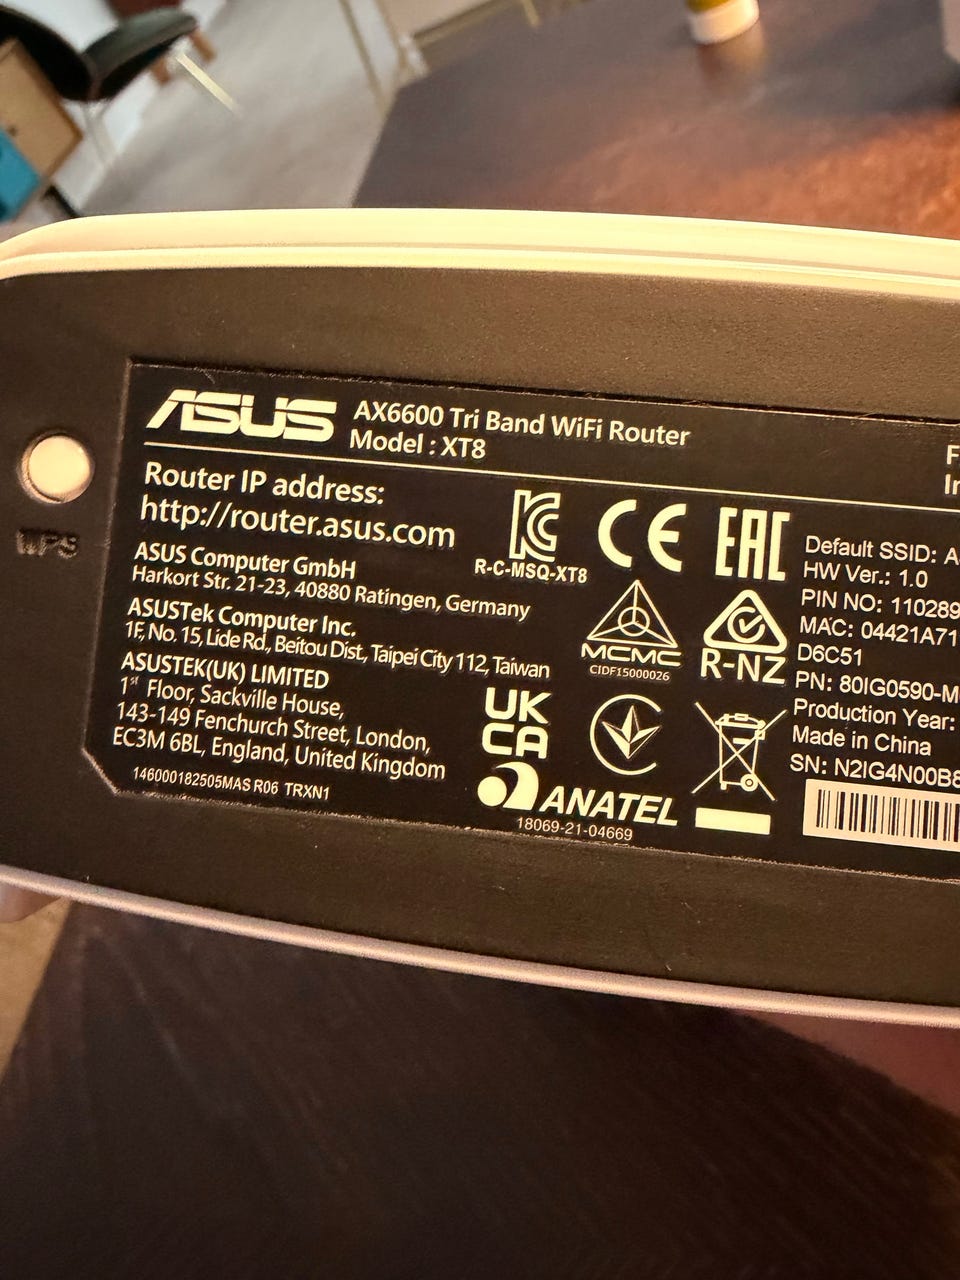 WPS
ASUS
AX6600 Tri Band WiFi Router
Model : XT8
Router IP address:
http://router.asus.com
ASUS Computer GmbH
Harkort Str. 21-23, 40880 Ratingen, Germany
ASUSTek Computer Inc.
1F, No. 15, Lide Rd., Beitou Dist, Taipei City 112, Taiwan
ASUSTEK(UK) LIMITED
1st Floor, Sackville House,
143-149 Fenchurch Street, London,
EC3M 6BL, England, United Kingdom
146000182505MAS R06 TRXN1
R-C-MSQ-XT8
CE
EAC
MCMC
CIDF15000026
R-NZ
UK
CA
ANATEL
18069-21-04669
Default SSID: A
HW Ver.: 1.0
PIN NO: 110289
MAC: 04421A71
D6C51
PN: 80IG0590-M
Production Year:
Made in China
SN: N2IG4N00B8